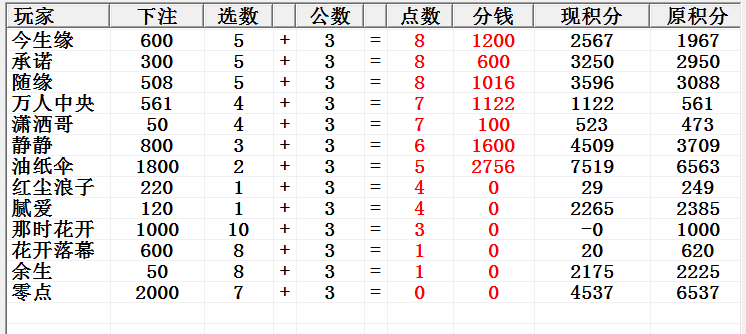 玩家 下注 选数 公数 点数 分钱 现积分 原积分
今生缘 600 5 + 3 = 8 1200 2567 1967
承诺 300 5 + 3 = 8 600 3250 2950
随缘 508 5 + 3 = 8 1016 3596 3088
万人中央 561 4 + 3 = 7 1122 1122 561
潇洒哥 50 4 + 3 = 7 100 523 473
静静 800 3 + 3 = 6 1600 4509 3709
油纸伞 1800 2 + 3 = 5 2756 7519 6563
红尘浪子 220 1 + 3 = 4 0 29 249
腻爱 120 1 + 3 = 4 0 2265 2385
那时花开 1000 10 + 3 = 3 0 -0 1000
花开落幕 600 8 + 3 = 1 0 20 620
余生 50 8 + 3 = 1 0 2175 2225
零点 2000 7 + 3 = 0 0 4537 6537